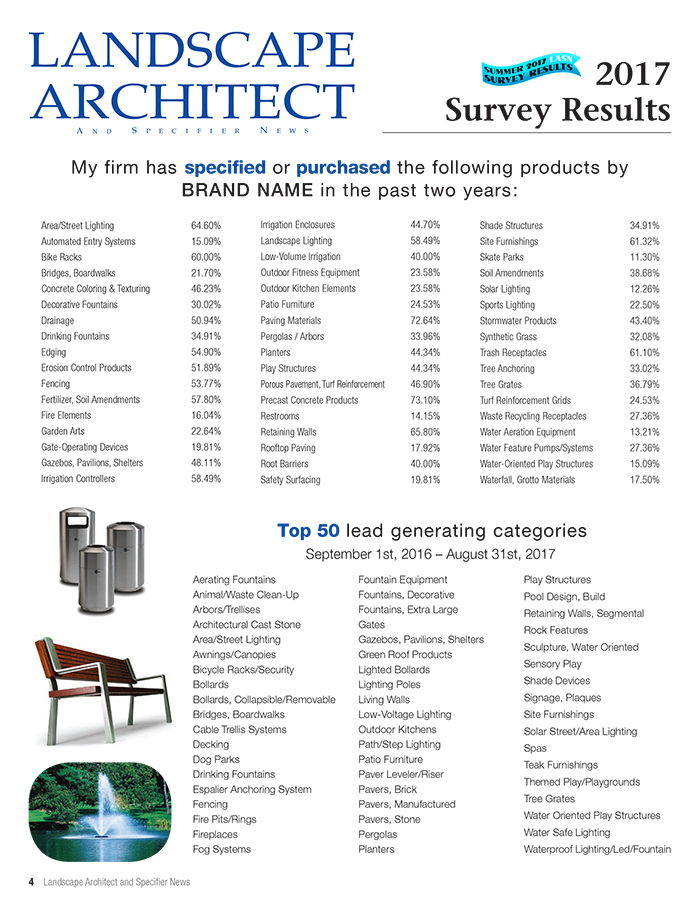 LANDSCAPE
ARCHITECT
AND SPECIFIER NEWS
SUMMER 2017 LASN
SURVEY RESULTS
2017
Survey Results
My firm has specified or purchased the following products by
BRAND NAME in the past two years:
Area/Street Lighting 64.60%
Automated Entry Systems 15.09%
Bike Racks 60.00%
Bridges, Boardwalks 21.70%
Concrete Coloring & Texturing 46.23%
Decorative Fountains 30.02%
Drainage 50.94%
Drinking Fountains 34.91%
Edging 54.90%
Erosion Control Products 51.89%
Fencing 53.77%
Fertilizer, Soil Amendments 57.80%
Fire Elements 16.04%
Garden Arts 22.64%
Gate-Operating Devices 19.81%
Gazebos, Pavilions, Shelters 48.11%
Irrigation Controllers 58.49%
Irrigation Enclosures 44.70%
Landscape Lighting 58.49%
Low-Volume Irrigation 40.00%
Outdoor Fitness Equipment 23.58%
Outdoor Kitchen Elements 23.58%
Patio Furniture 24.53%
Paving Materials 72.64%
Pergolas / Arbors 33.96%
Planters 44.34%
Play Structures 44.34%
Porous Pavement, Turf Reinforcement 46.90%
Precast Concrete Products 73.10%
Restrooms 14.15%
Retaining Walls 65.80%
Rooftop Paving 17.92%
Root Barriers 40.00%
Safety Surfacing 19.81%
Shade Structures 34.91%
Site Furnishings 61.32%
Skate Parks 11.30%
Soil Amendments 38.68%
Solar Lighting 12.26%
Sports Lighting 22.50%
Stormwater Products 43.40%
Synthetic Grass 32.08%
Trash Receptacles 61.10%
Tree Anchoring 33.02%
Tree Grates 36.79%
Turf Reinforcement Grids 24.53%
Waste Recycling Receptacles 27.36%
Water Aeration Equipment 13.21%
Water Feature Pumps/Systems 27.36%
Water-Oriented Play Structures 15.09%
Waterfall, Grotto Materials 17.50%
Top 50 lead generating categories
September 1st, 2016 – August 31st, 2017
Aerating Fountains
Animal/Waste Clean-Up
Arbors/Trellises
Architectural Cast Stone
Area/Street Lighting
Awnings/Canopies
Bicycle Racks/Security
Bollards
Bollards, Collapsible/Removable
Bridges, Boardwalks
Cable Trellis Systems
Decking
Dog Parks
Drinking Fountains
Espalier Anchoring System
Fencing
Fire Pits/Rings
Fireplaces
Fog Systems
Fountain Equipment
Fountains, Decorative
Fountains, Extra Large
Gates
Gazebos, Pavilions, Shelters
Green Roof Products
Lighted Bollards
Lighting Poles
Living Walls
Low-Voltage Lighting
Outdoor Kitchens
Path/Step Lighting
Patio Furniture
Paver Leveler/Riser
Pavers, Brick
Pavers, Manufactured
Pavers, Stone
Pergolas
Planters
Play Structures
Pool Design, Build
Retaining Walls, Segmental
Rock Features
Sculpture, Water Oriented
Sensory Play
Shade Devices
Signage, Plaques
Site Furnishings
Solar Street/Area Lighting
Spas
Teak Furnishings
Themed Play/Playgrounds
Tree Grates
Water Oriented Play Structures
Water Safe Lighting
Waterproof Lighting/Led/Fountain
4 Landscape Architect and Specifier News